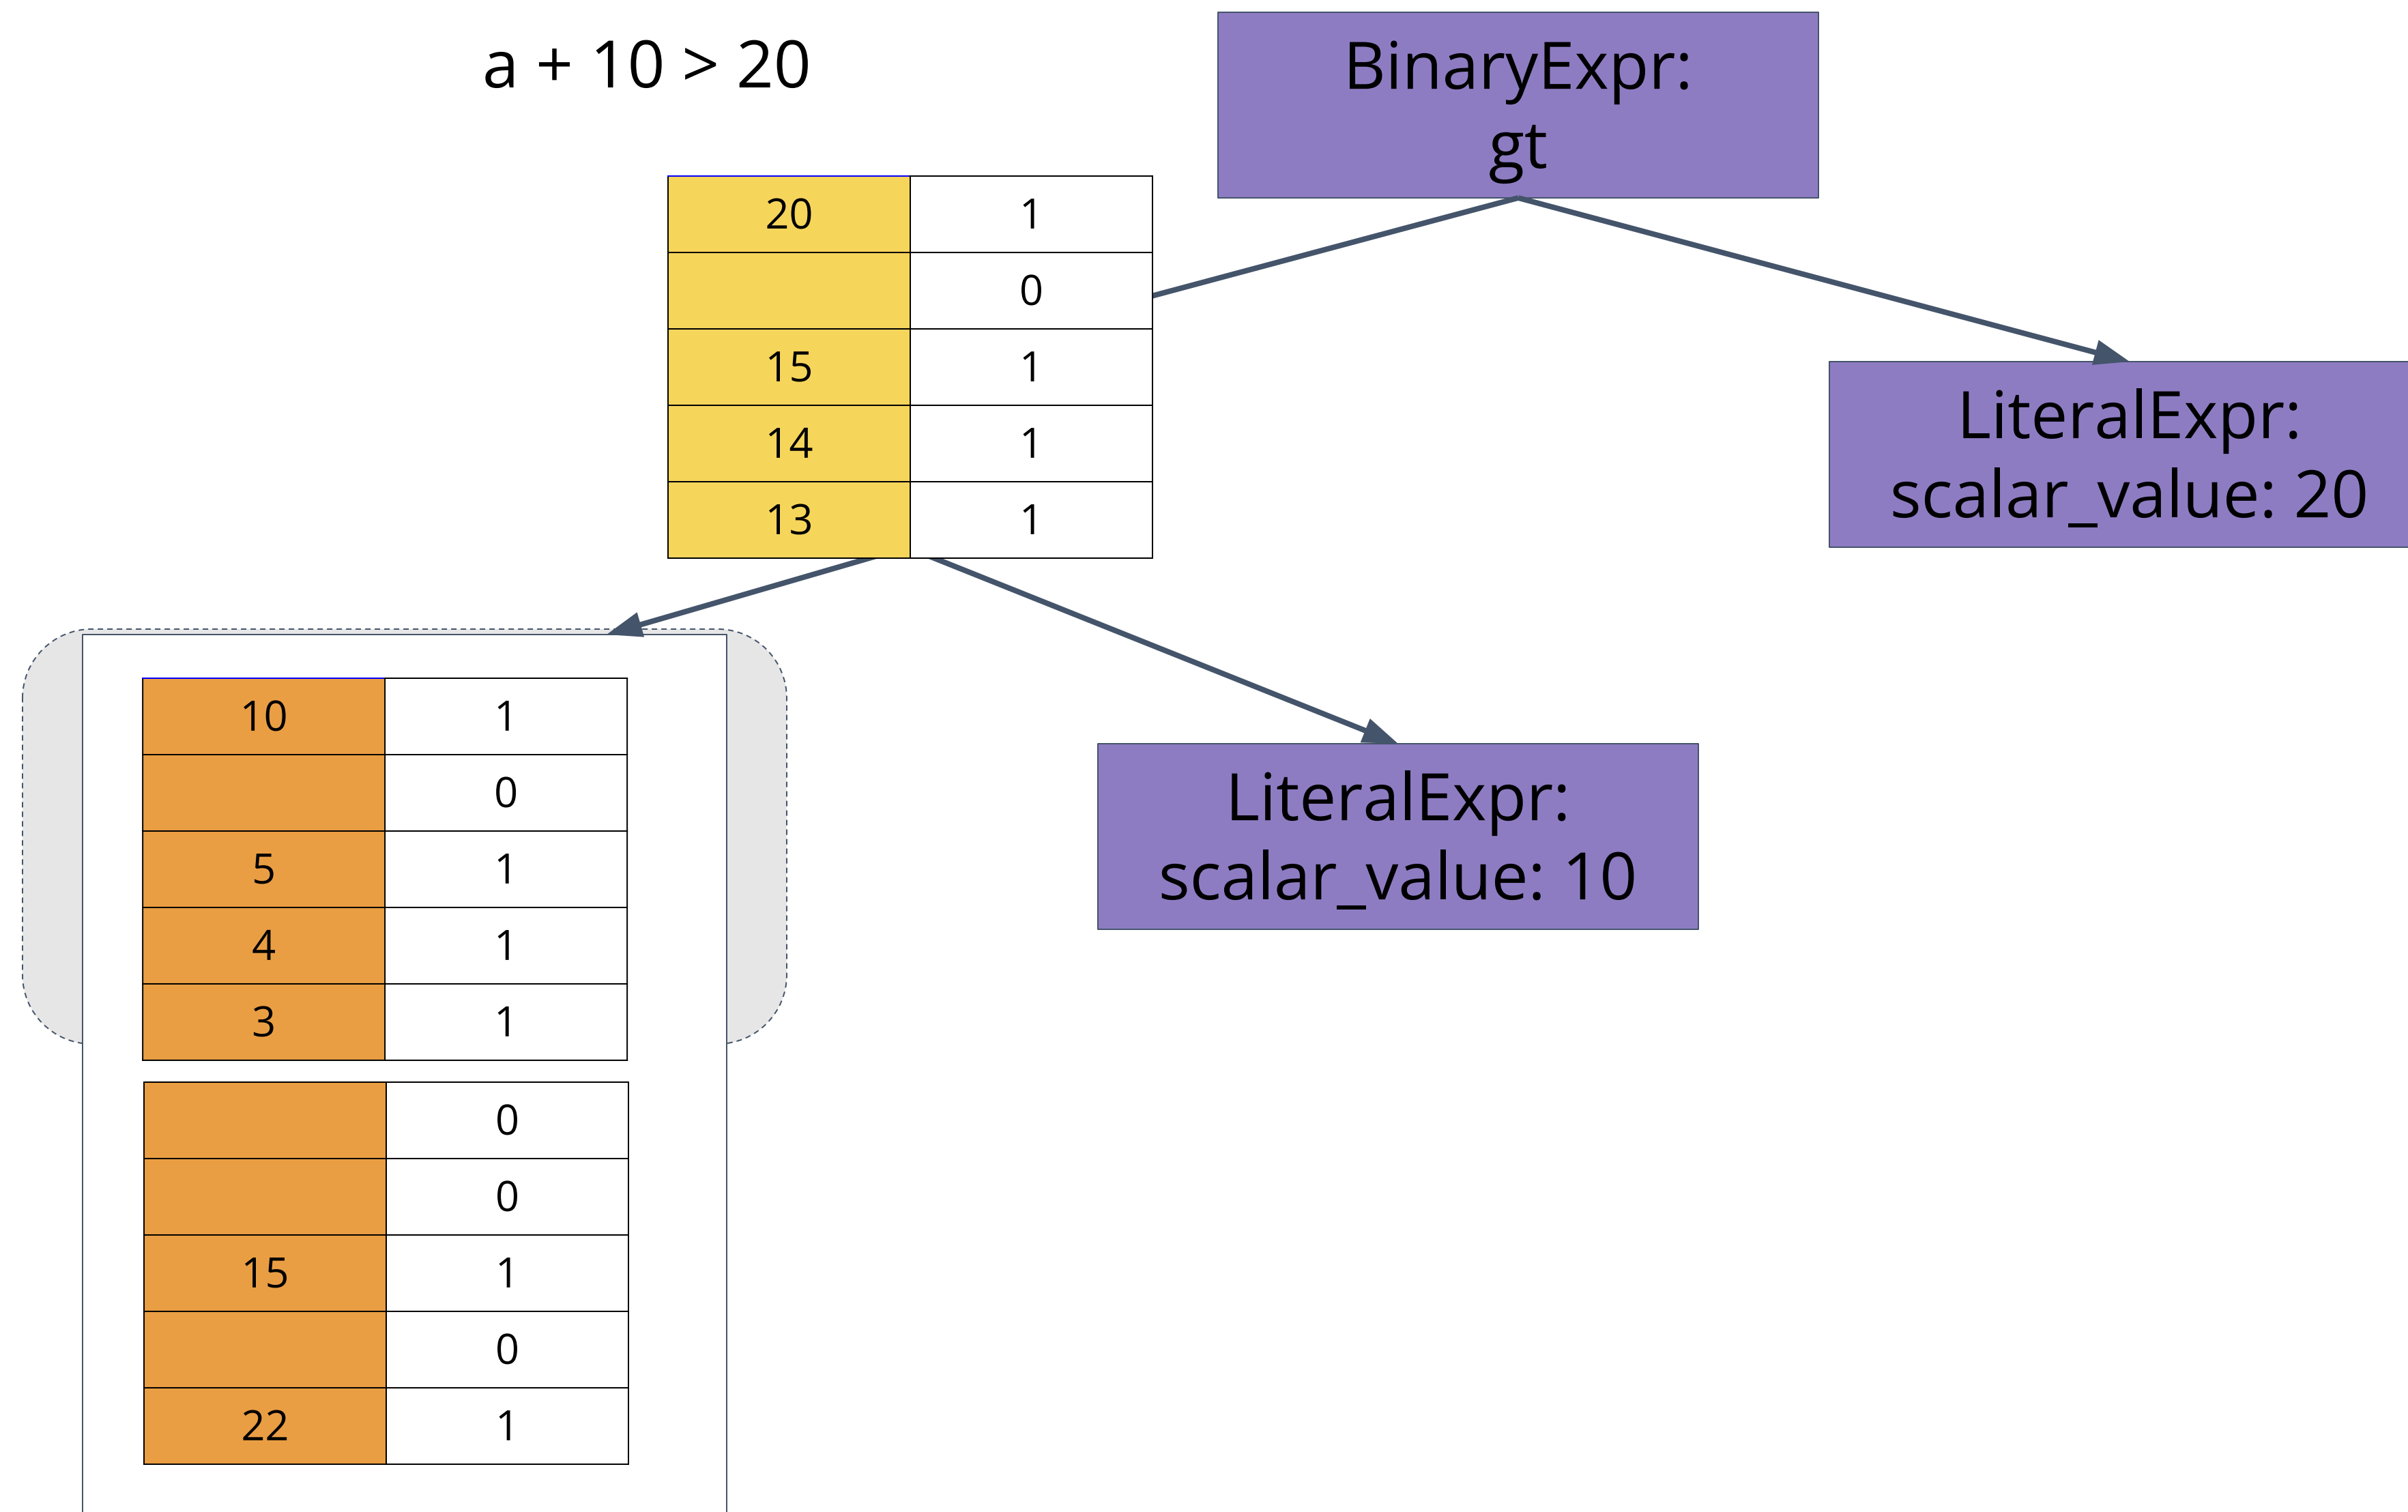 a + 10 > 20
BinaryExpr:
gt
20 1
0
15 1
14 1
13 1
LiteralExpr:
scalar_value: 20
10 1
0
5 1
4 1
3 1
LiteralExpr:
scalar_value: 10
0
0
15 1
0
22 1